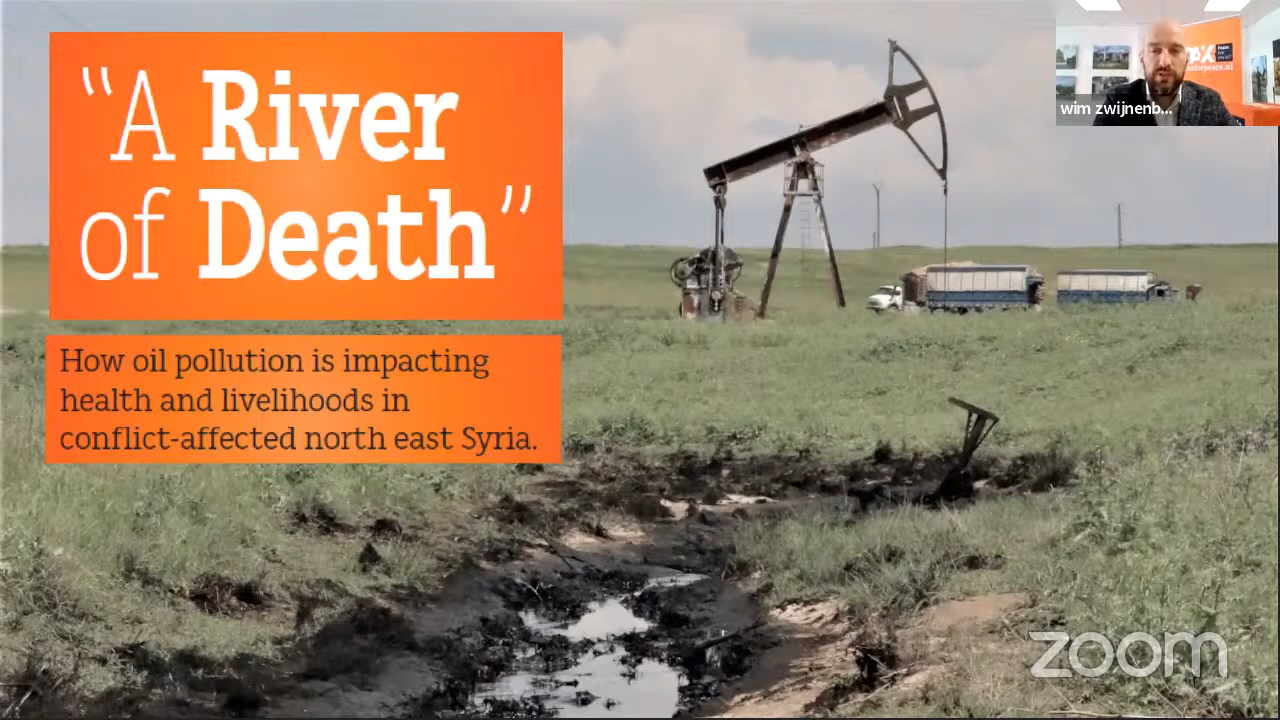 “A River
of Death”
How oil pollution is impacting
health and livelihoods in
conflict-affected north east Syria.
wim zwijnenb...
zoom